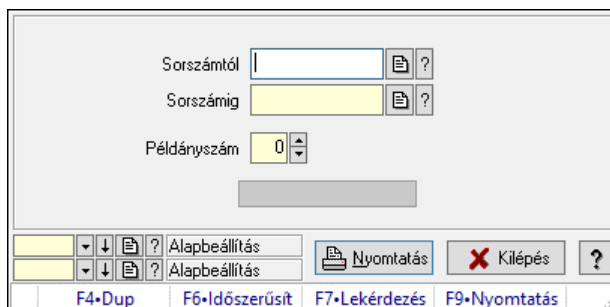 Sorszámtól ?
Sorszámig ?
Példányszám 0
? Alapbeállítás
? Alapbeállítás
Nyomtatás Kilépés ?
F4•Dup F6•Időszerűsít F7•Lekérdezés F9•Nyomtatás